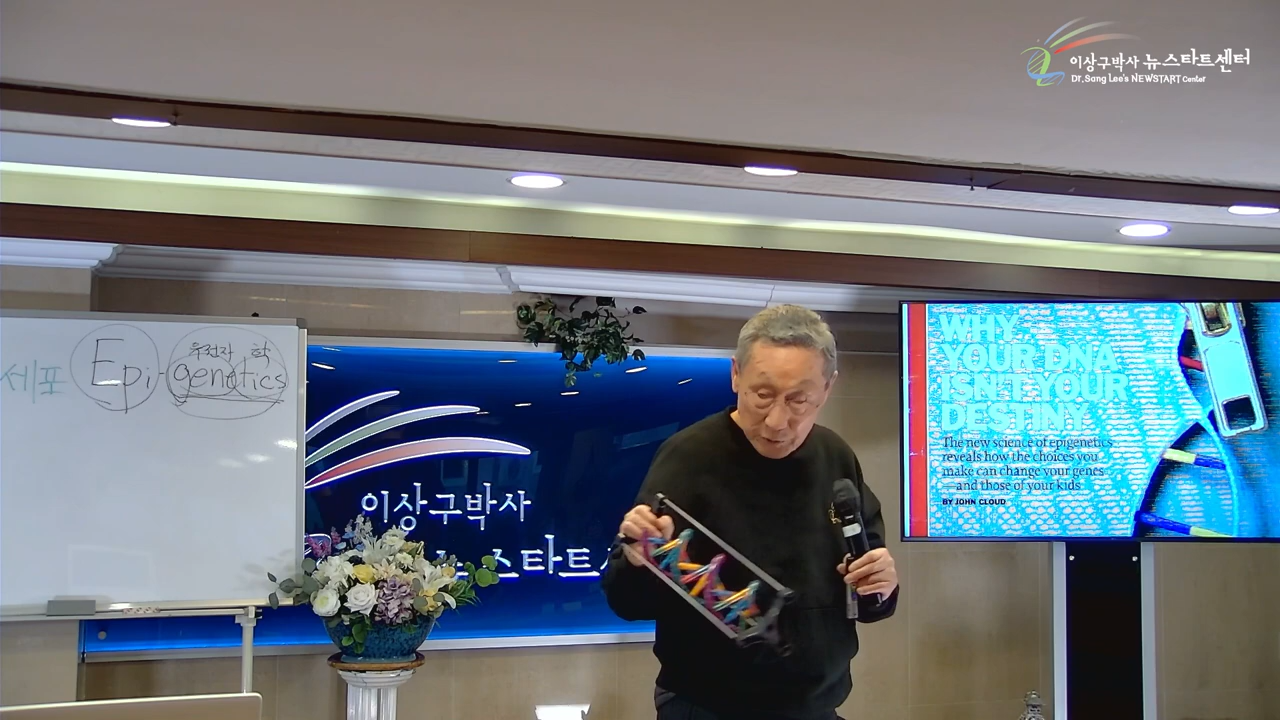 이상구박사 뉴스타트센터
Dr. Sang Lee's NEWSTART Center
세포 Epi-genetics
유전자 학
이상구박사
뉴스타트
WHY
YOUR DNA
ISN'T YOUR
DESTINY
The new science of epigenetics
reveals how the choices you
make can change your genes
—and those of your kids
BY JOHN CLOUD